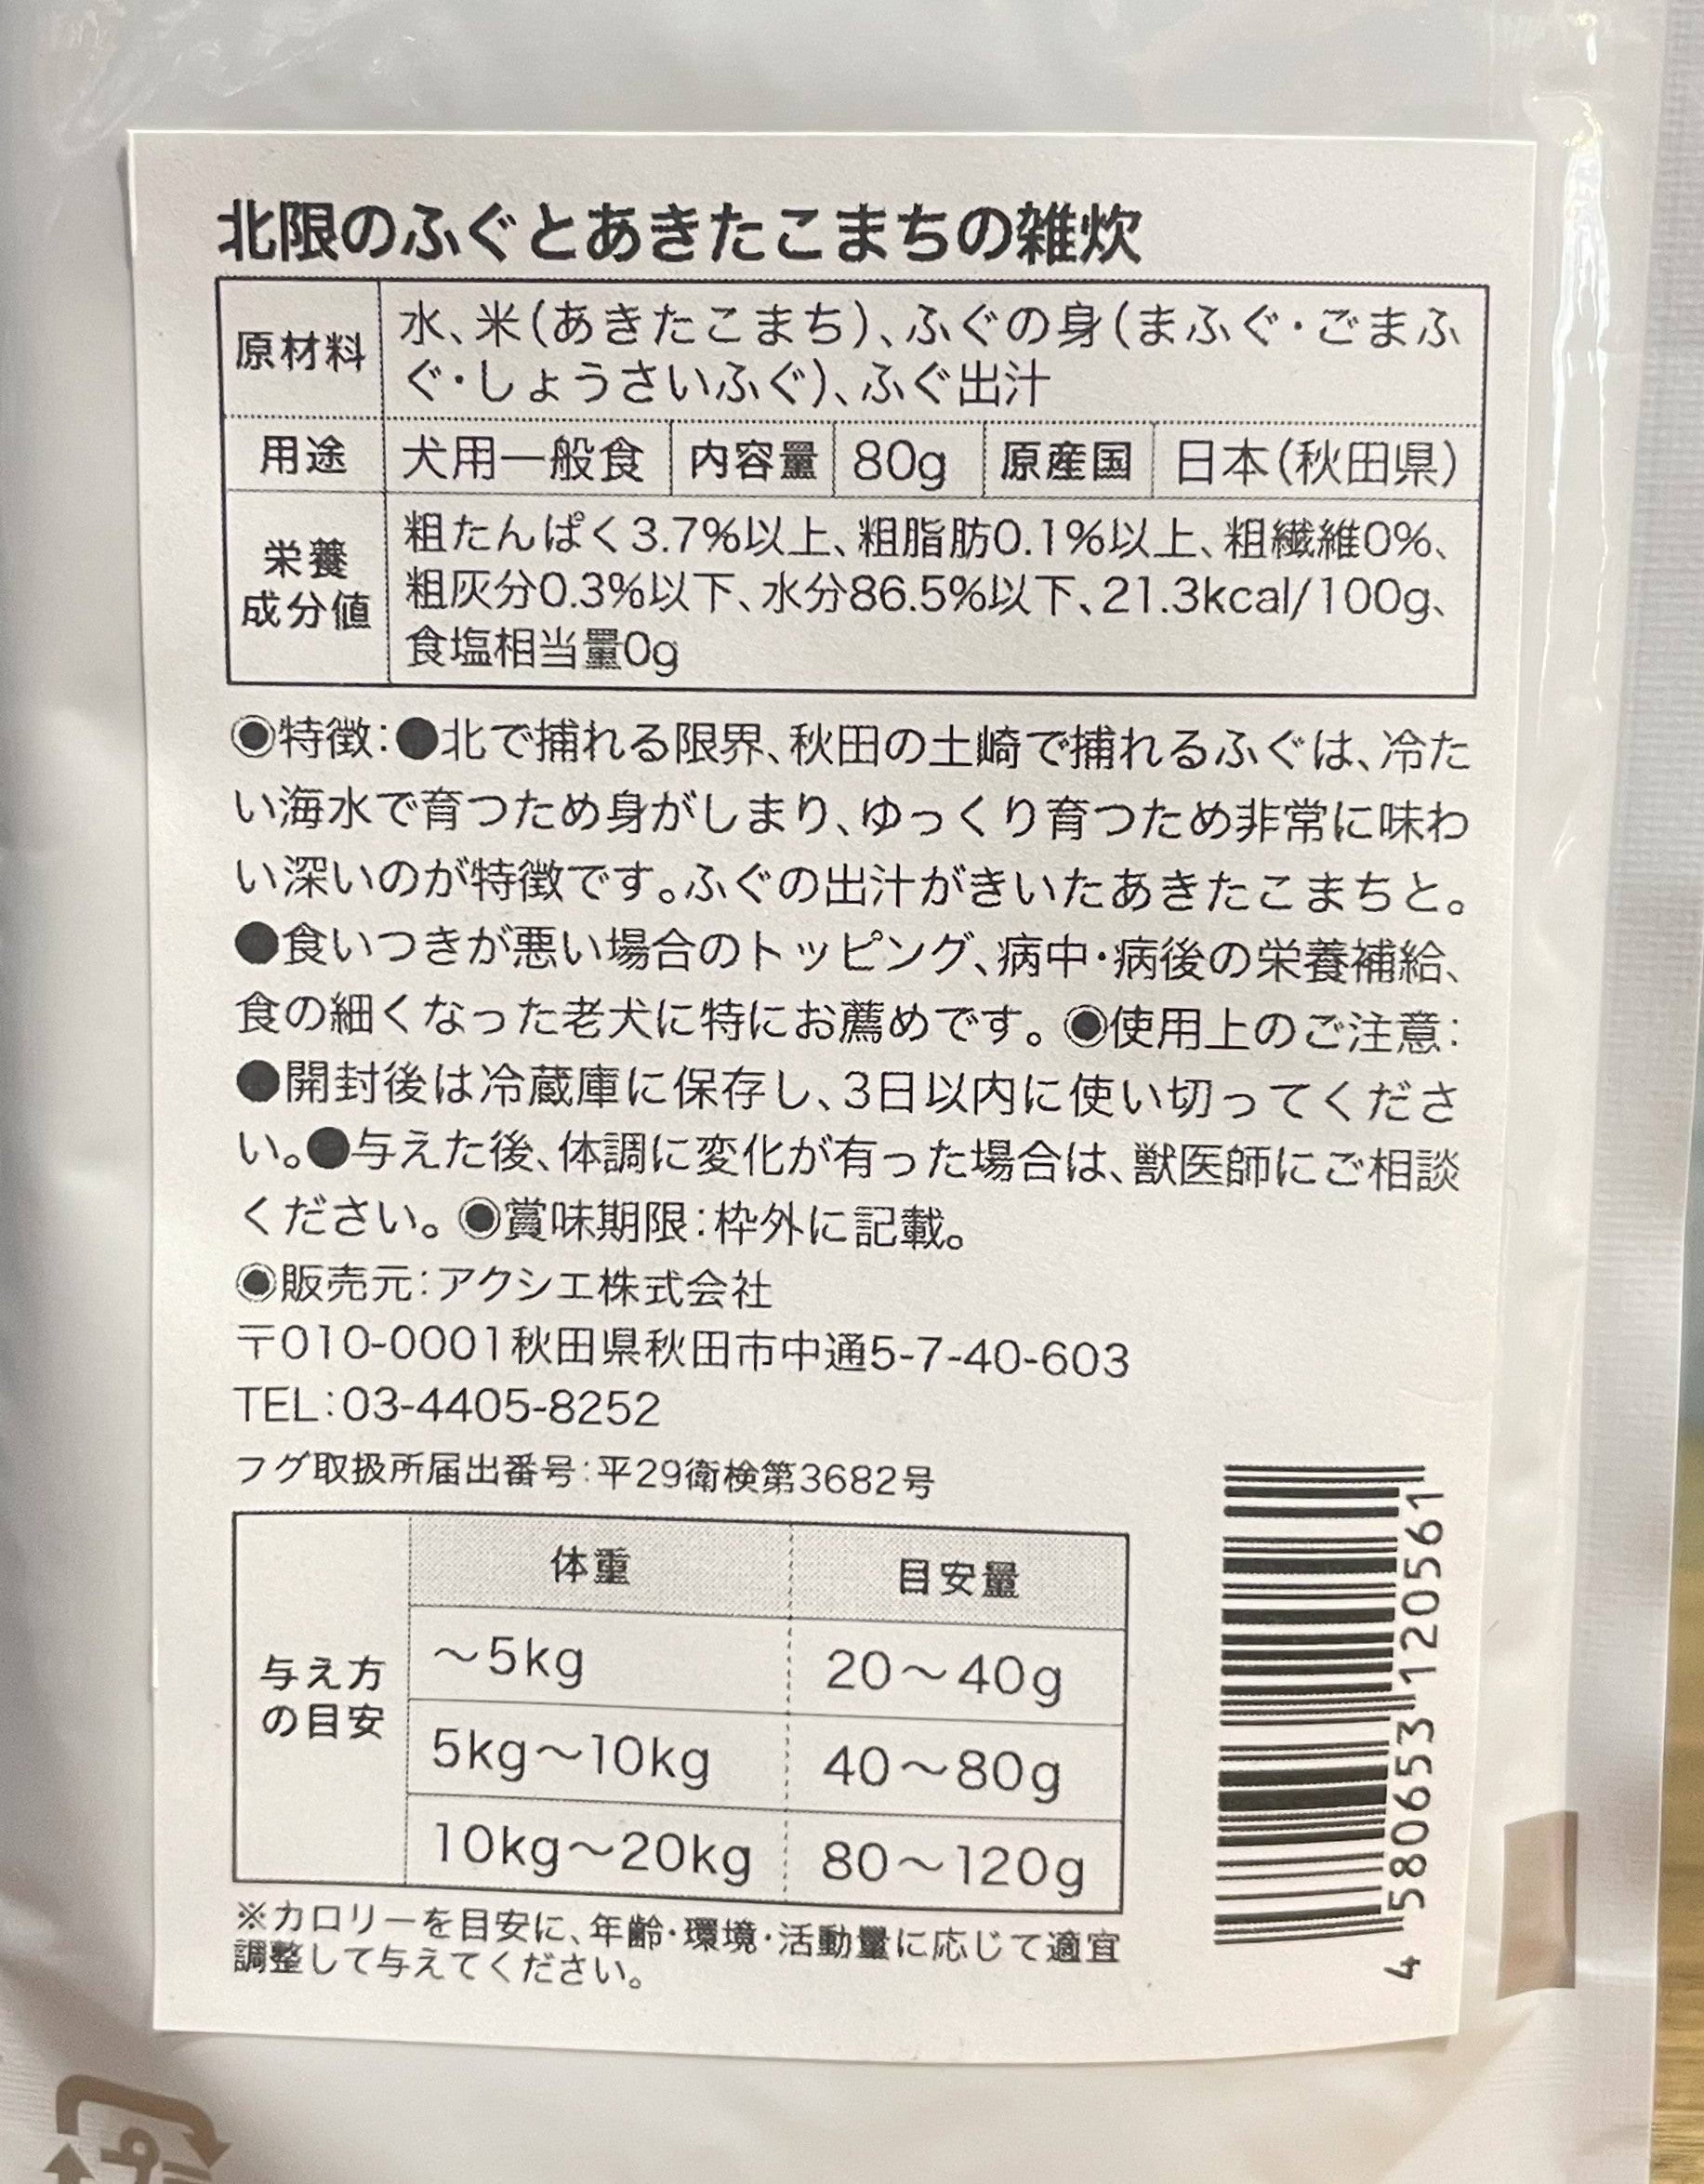 北限のふぐとあきたこまちの雑炊
原材料 水、米(あきたこまち)、ふぐの身(まふぐ・ごまふ
ぐ・しょうさいふぐ)、ふぐ出汁
用途 犬用一般食 内容量 80g 原産国 日本(秋田県)
栄養
成分値
粗たんぱく3.7%以上、粗脂肪0.1%以上、粗繊維0%、
粗灰分0.3%以下、水分86.5%以下、21.3kcal/100g、
食塩相当量0g
◉特徴:●北で捕れる限界、秋田の土崎で捕れるふぐは、冷た
い海水で育つため身がしまり、ゆっくり育つため非常に味わ
い深いのが特徴です。ふぐの出汁がきいたあきたこまちと。
●食いつきが悪い場合のトッピング、病中・病後の栄養補給、
食の細くなった老犬に特にお薦めです。◉使用上のご注意:
●開封後は冷蔵庫に保存し、3日以内に使い切ってくださ
い。●与えた後、体調に変化が有った場合は、獣医師にご相談
ください。◉賞味期限:枠外に記載。
◉販売元:アクシエ株式会社
〒010-0001秋田県秋田市中通5-7-40-603
TEL:03-4405-8252
フグ取扱所届出番号:平29衛検第3682号
与え方
の目安
体重 目安量
〜5kg 20〜40g
5kg〜10kg 40〜80g
10kg〜20kg 80〜120g
※カロリーを目安に、年齢・環境・活動量に応じて適宜
調整して与えてください。
4 580653 120561